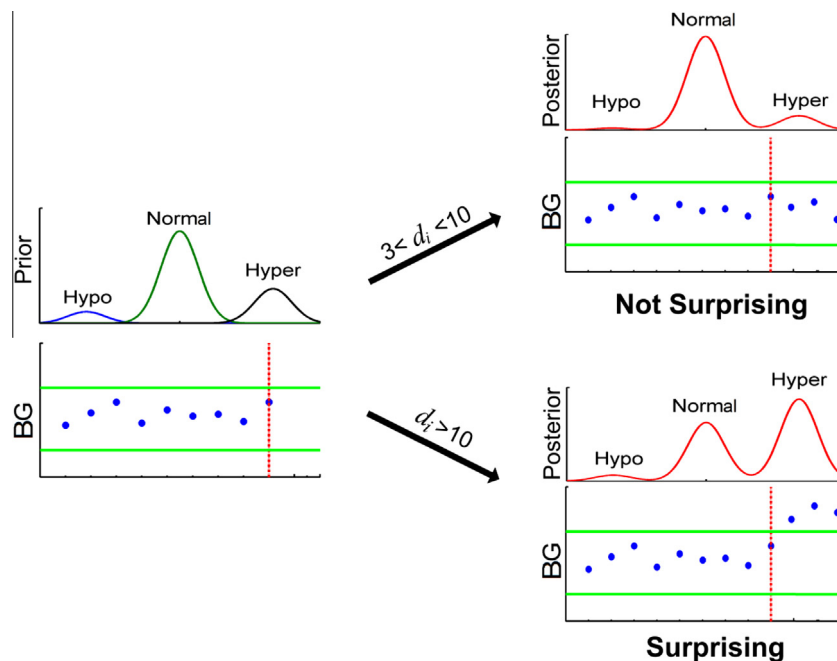 Prior
Hypo
Normal
Hyper
BG
3< di <10
di >10
Posterior
Hypo
Normal
Hyper
BG
Not Surprising
Posterior
Hypo
Normal
Hyper
BG
Surprising